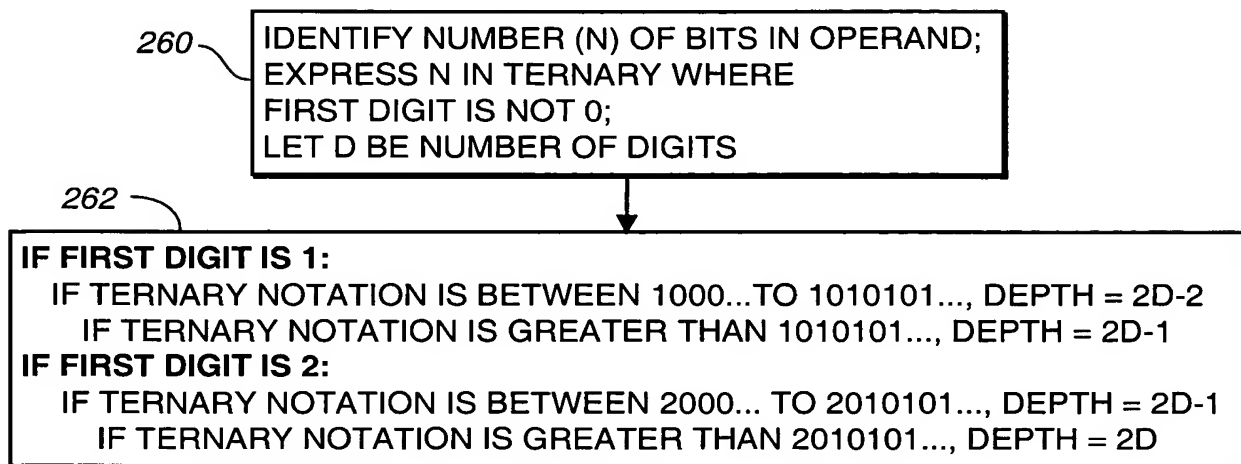 260
IDENTIFY NUMBER (N) OF BITS IN OPERAND;
EXPRESS N IN TERNARY WHERE
FIRST DIGIT IS NOT 0;
LET D BE NUMBER OF DIGITS
262
IF FIRST DIGIT IS 1:
IF TERNARY NOTATION IS BETWEEN 1000...TO 1010101..., DEPTH = 2D-2
IF TERNARY NOTATION IS GREATER THAN 1010101..., DEPTH = 2D-1
IF FIRST DIGIT IS 2:
IF TERNARY NOTATION IS BETWEEN 2000... TO 2010101..., DEPTH = 2D-1
IF TERNARY NOTATION IS GREATER THAN 2010101..., DEPTH = 2D